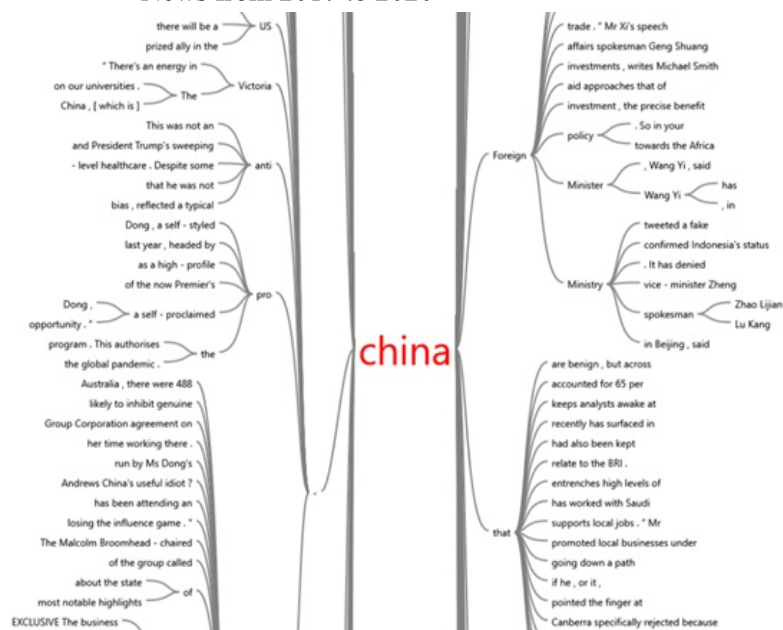 there will be a
prized ally in the
US
" There's an energy in
on our universities .
China , [ which is ]
The
Victoria
This was not an
and President Trump's sweeping
- level healthcare . Despite some
that he was not
bias , reflected a typical
anti
Dong , a self - styled
last year , headed by
as a high - profile
of the now Premier's
Dong ,
opportunity . "
a self - proclaimed
program . This authorises
the global pandemic .
the
pro
-
Australia , there were 488
likely to inhibit genuine
Group Corporation agreement on
her time working there .
run by Ms Dong's
Andrews China's useful idiot ?
has been attending an
losing the influence game . "
The Malcolm Broomhead - chaired
of the group called
about the state
most notable highlights
of
EXCLUSIVE The business
china
Foreign
trade . " Mr Xi's speech
affairs spokesman Geng Shuang
investments , writes Michael Smith
aid approaches that of
investment , the precise benefit
policy
. So in your
towards the Africa
Minister
, Wang Yi , said
Wang Yi
has
, in
Ministry
tweeted a fake
confirmed Indonesia's status
. It has denied
vice - minister Zheng
spokesman
Zhao Lijian
Lu Kang
in Beijing , said
that
are benign , but across
accounted for 65 per
keeps analysts awake at
recently has surfaced in
had also been kept
relate to the BRI .
entrenches high levels of
has worked with Saudi
supports local jobs . " Mr
promoted local businesses under
going down a path
if he , or it ,
pointed the finger at
Canberra specifically rejected because